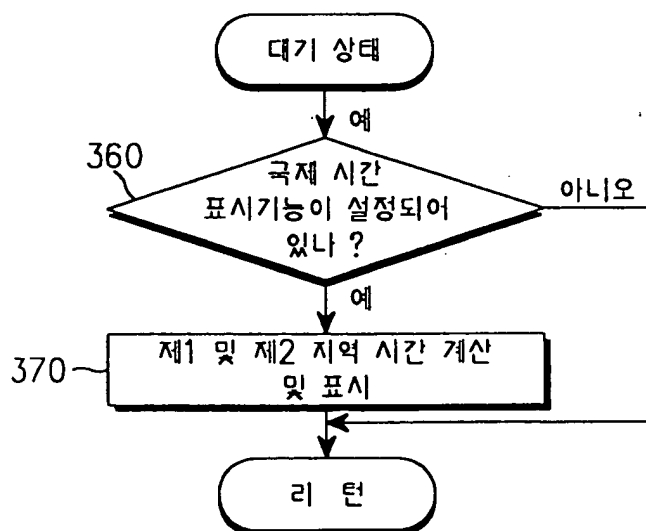 대기 상태
예
360
국제 시간
표시기능이 설정되어
있나 ?
아니오
예
370
제1 및 제2 지역 시간 계산
및 표시
리 턴